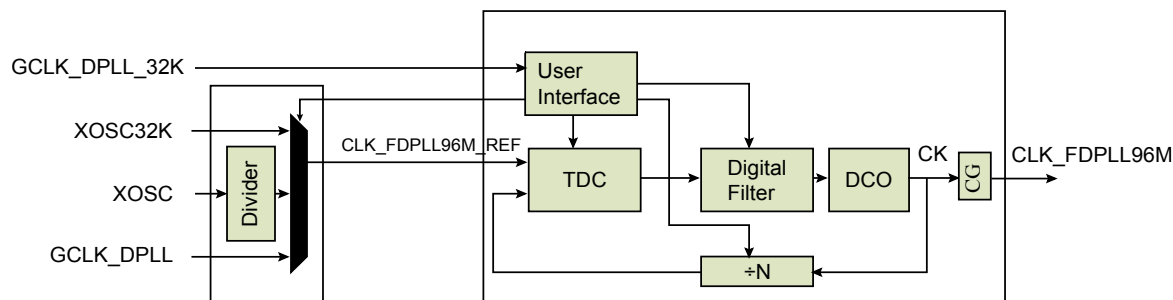 GCLK_DPLL_32K
User
Interface
XOSC32K
CLK_FDPLL96M_REF
CK
CLK_FDPLL96M
TDC
Digital
Filter
DCO
CG
XOSC
Divider
GCLK_DPLL
÷N